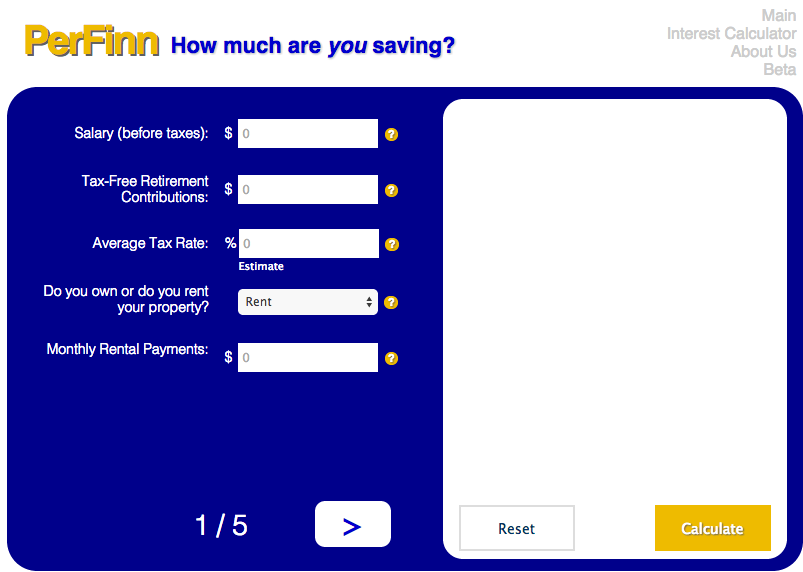 PerFinn How much are you saving?
Main
Interest Calculator
About Us
Beta
Salary (before taxes): $ 0 ?
Tax-Free Retirement
Contributions: $ 0 ?
Average Tax Rate: % 0 ?
Estimate
Do you own or do you rent
your property? Rent ?
Monthly Rental Payments: $ 0 ?
1 / 5 >
Reset Calculate